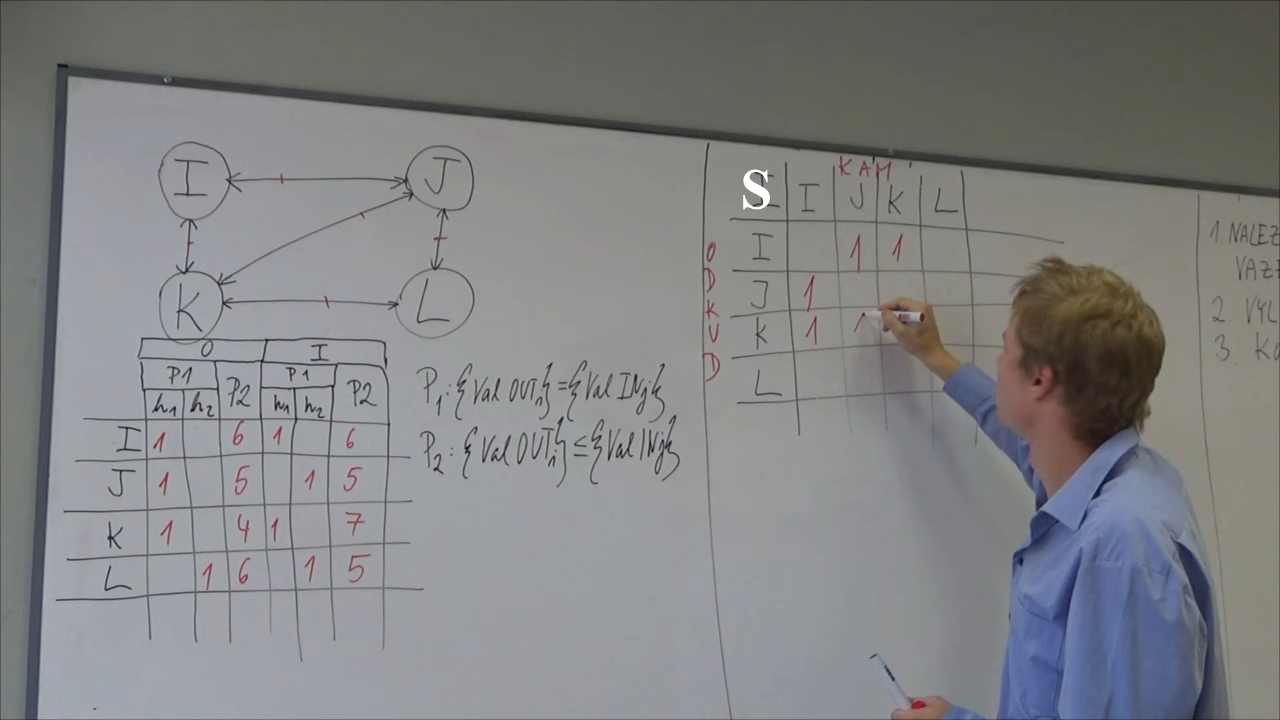 I J
K L
O I
P1 P2 P1 P2
h1 h2 h1 h2
I 1 6 1 6
J 1 5 1 5
K 1 4 1 7
L 1 6 1 5
P1: {Val OUTi} = {Val INj}
P2: {Val OUTi} ≤ {Val INj}
KAM
ODKUD
S I J K L
I 1 1
J 1
K 1 1
L
1. NALEZ
VAZ
2. VYL
3. Ko